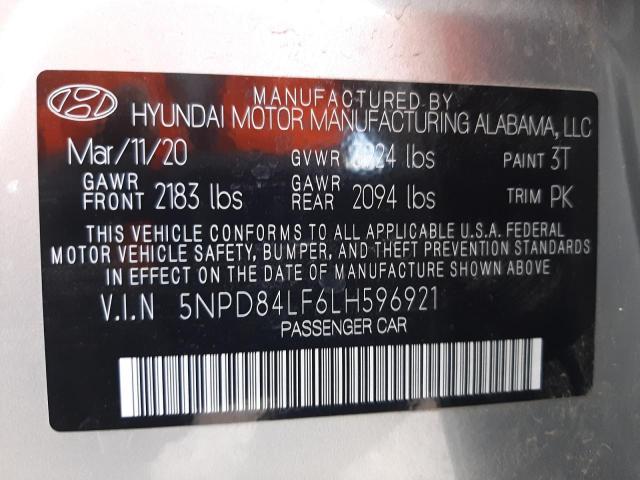 MANUFACTURED BY
HYUNDAI MOTOR MANUFACTURING ALABAMA, LLC
Mar/11/20 GVWR lbs PAINT 3T
GAWR FRONT 2183 lbs GAWR REAR 2094 lbs TRIM PK
THIS VEHICLE CONFORMS TO ALL APPLICABLE U.S.A. FEDERAL
MOTOR VEHICLE SAFETY, BUMPER, AND THEFT PREVENTION STANDARDS
IN EFFECT ON THE DATE OF MANUFACTURE SHOWN ABOVE.
V.I.N 5NPD84LF6LH596921
PASSENGER CAR